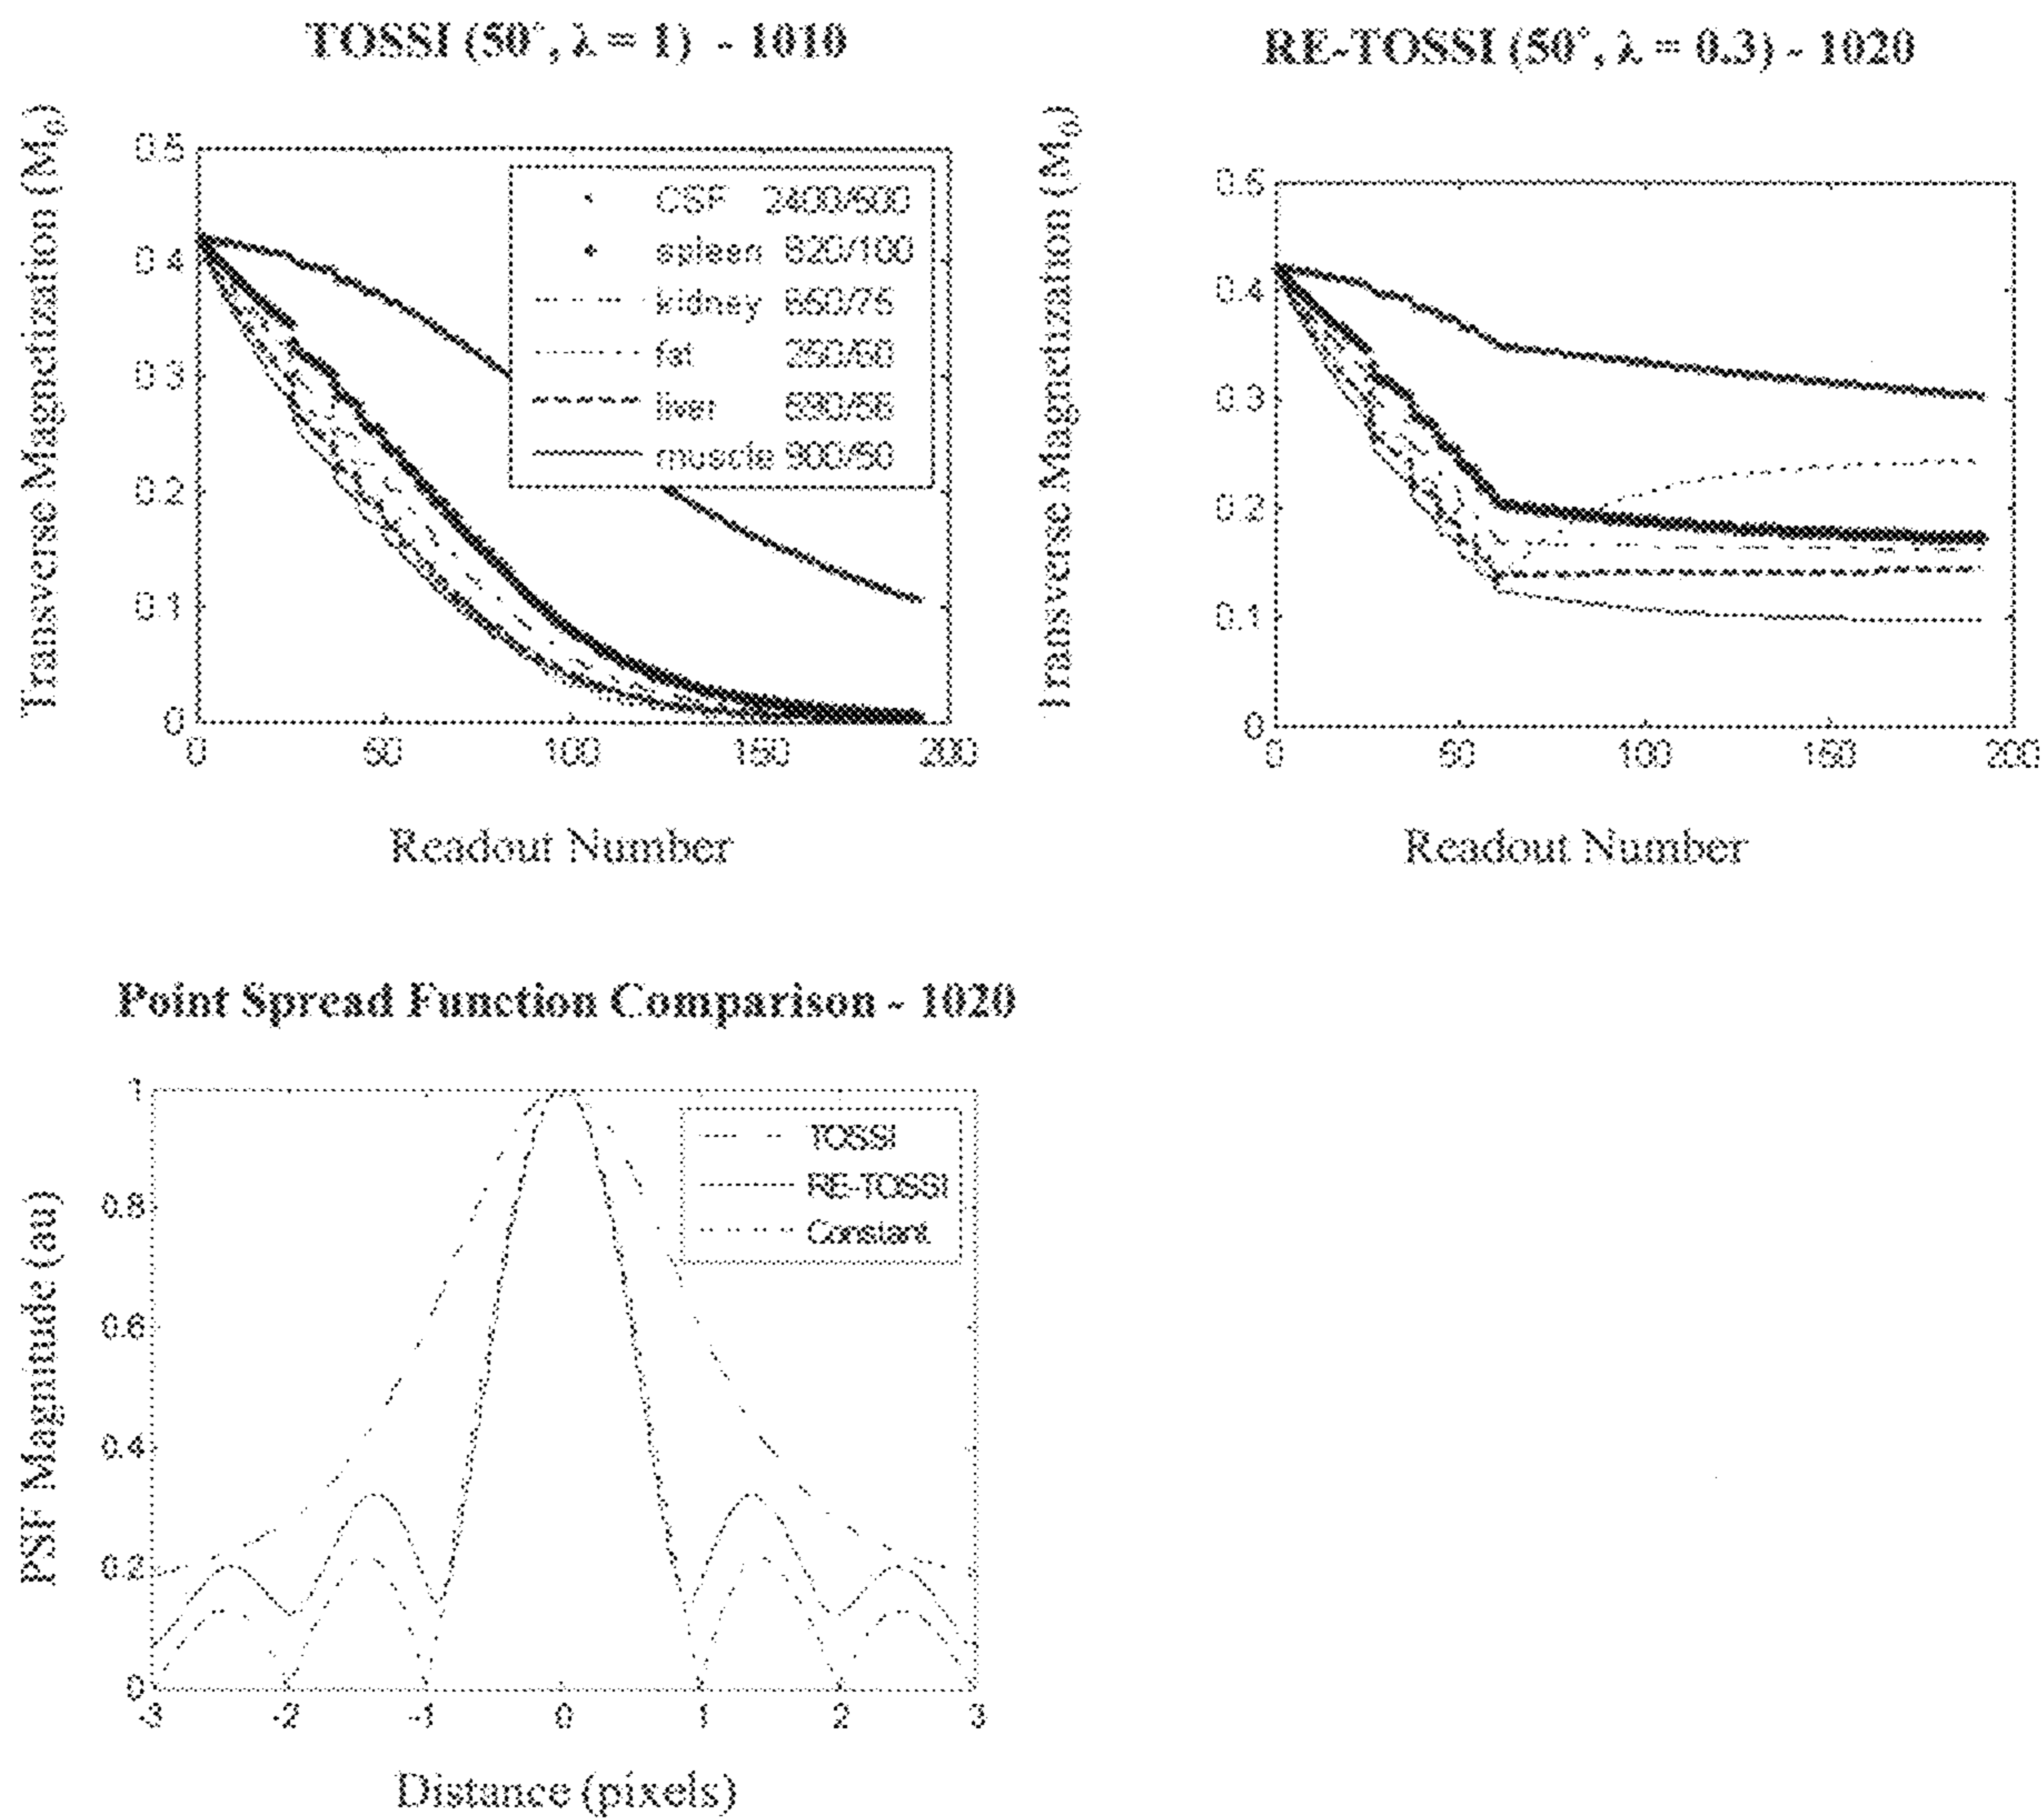 TOSSI (50°, λ = 1) - 1010
Transverse Magnetization (M₀)
0.5
0.4
0.3
0.2
0.1
0
0 50 100 150 200
CSF 2400/500
spleen 820/100
kidney 850/75
fat
liver
muscle 900/50
Readout Number
RE-TOSSI (50°, λ = 0.3) - 1020
Transverse Magnetization (M₀)
0.5
0.4
0.3
0.2
0.1
0
0 50 100 150 200
Readout Number
Point Spread Function Comparison - 1020
PSF Magnitude (au)
1
0.8
0.6
0.4
0.2
0
-3 -2 -1 0 1 2 3
TOSSI
RE-TOSSI
Constant
Distance (pixels)